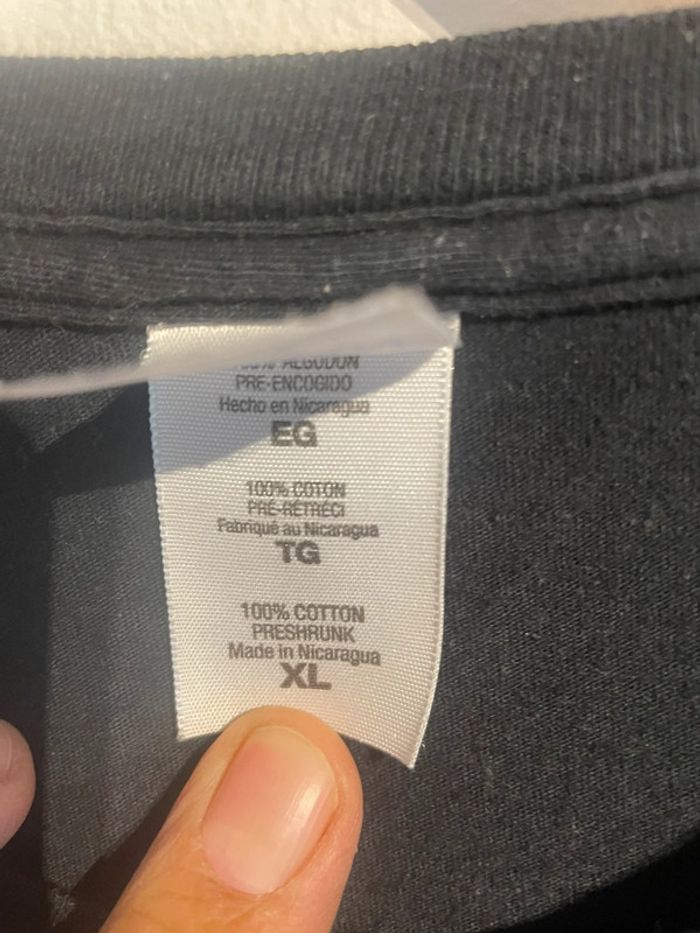 100% ALGODON
PRE-ENCOGIDO
Hecho en Nicaragua
EG
100% COTON
PRÉ-RÉTRÉCI
Fabriqué au Nicaragua
TG
100% COTTON
PRESHRUNK
Made in Nicaragua
XL